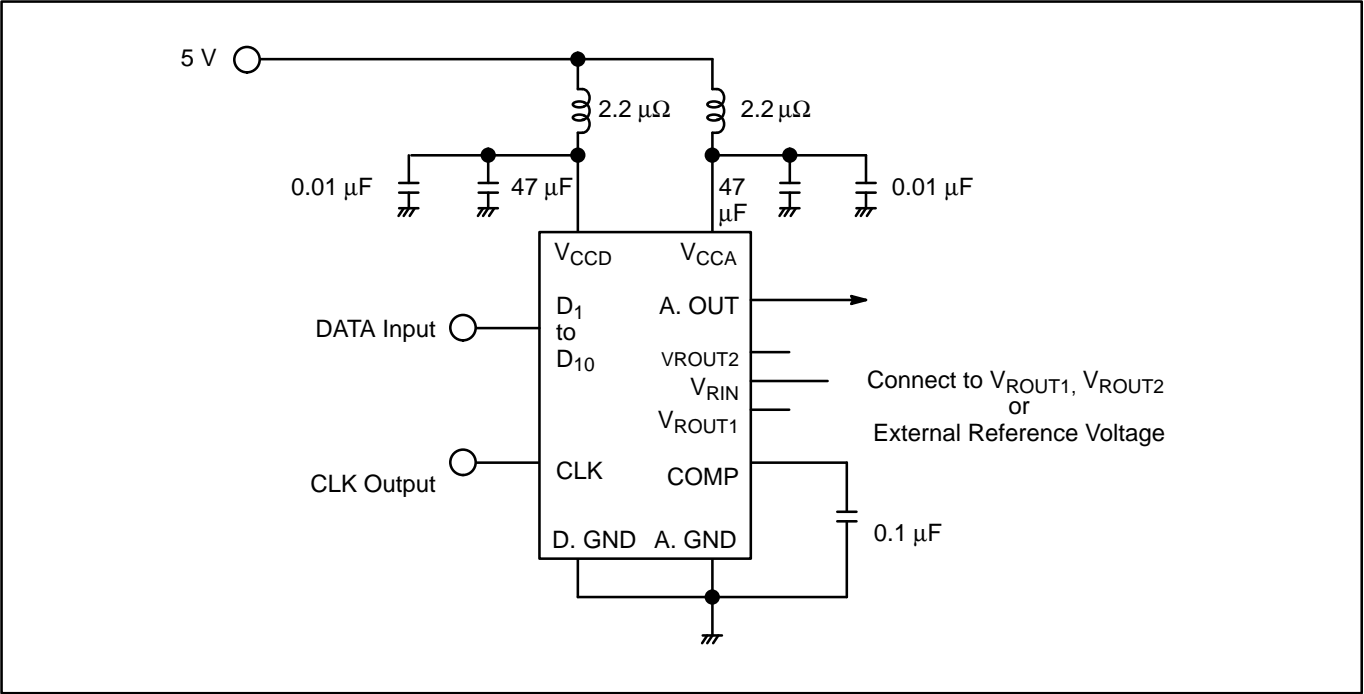 5 V
2.2 μΩ
2.2 μΩ
0.01 μF
47 μF
47
μF
0.01 μF
VCCD
VCCA
D1
to
D10
A. OUT
DATA Input
VROUT2
VRIN
VROUT1
Connect to VROUT1, VROUT2
or
External Reference Voltage
CLK
COMP
CLK Output
0.1 μF
D. GND
A. GND